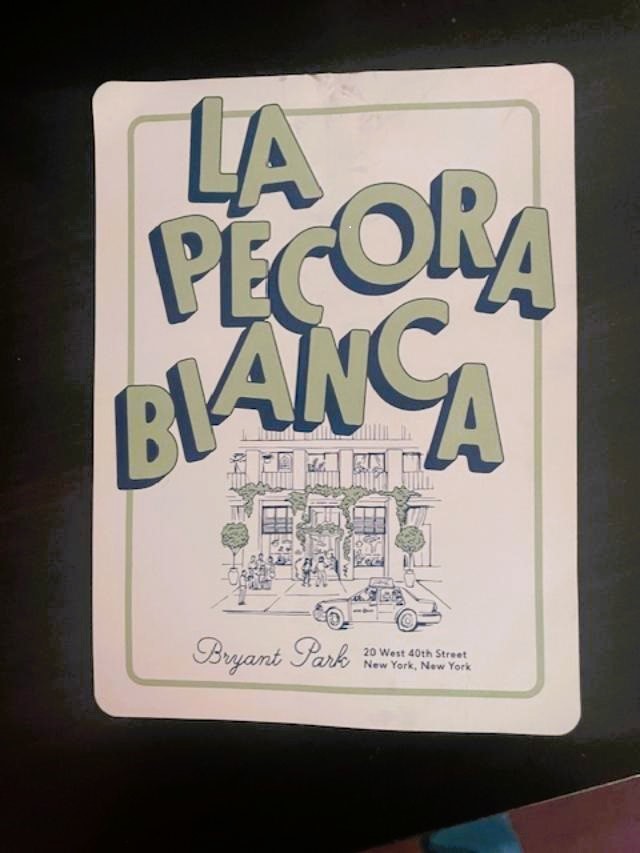 LA
PECORA
BIANCA
Bryant Park
20 West 40th Street
New York, New York